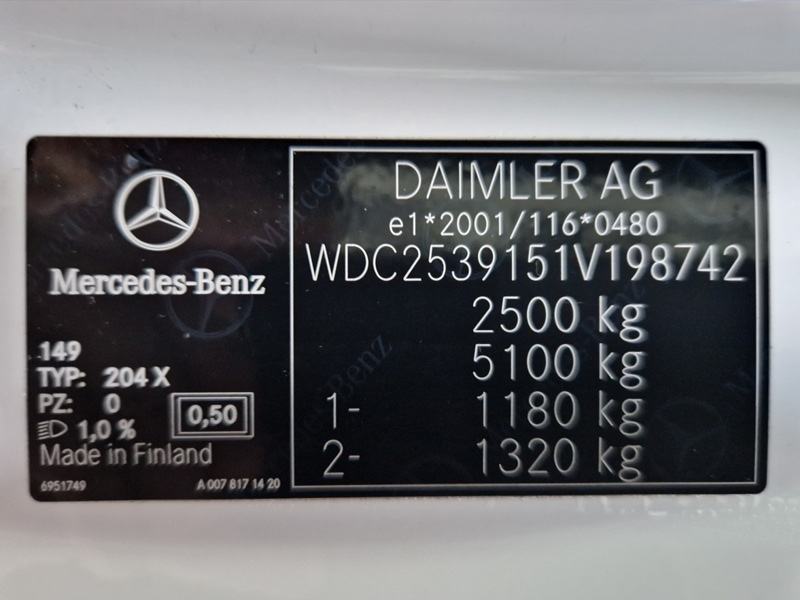 Mercedes-Benz
149
TYP: 204 X
PZ: 0
0,50
1,0 %
Made in Finland
6951749
A 007 817 14 20
DAIMLER AG
e1*2001/116*0480
WDC2539151V198742
2500 kg
5100 kg
1- 1180 kg
2- 1320 kg